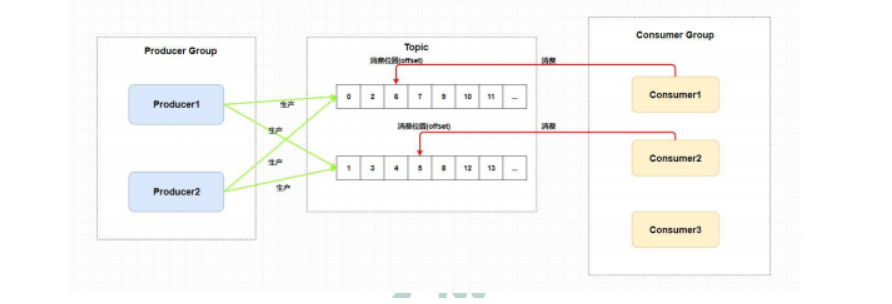 Producer Group
Producer1
Producer2
生产
生产
生产
生产
Topic
消费位置(offset)
0 2 6 7 9 10 11 ...
消费位置(offset)
1 3 4 5 8 12 13 ...
消费
消费
Consumer Group
Consumer1
Consumer2
Consumer3